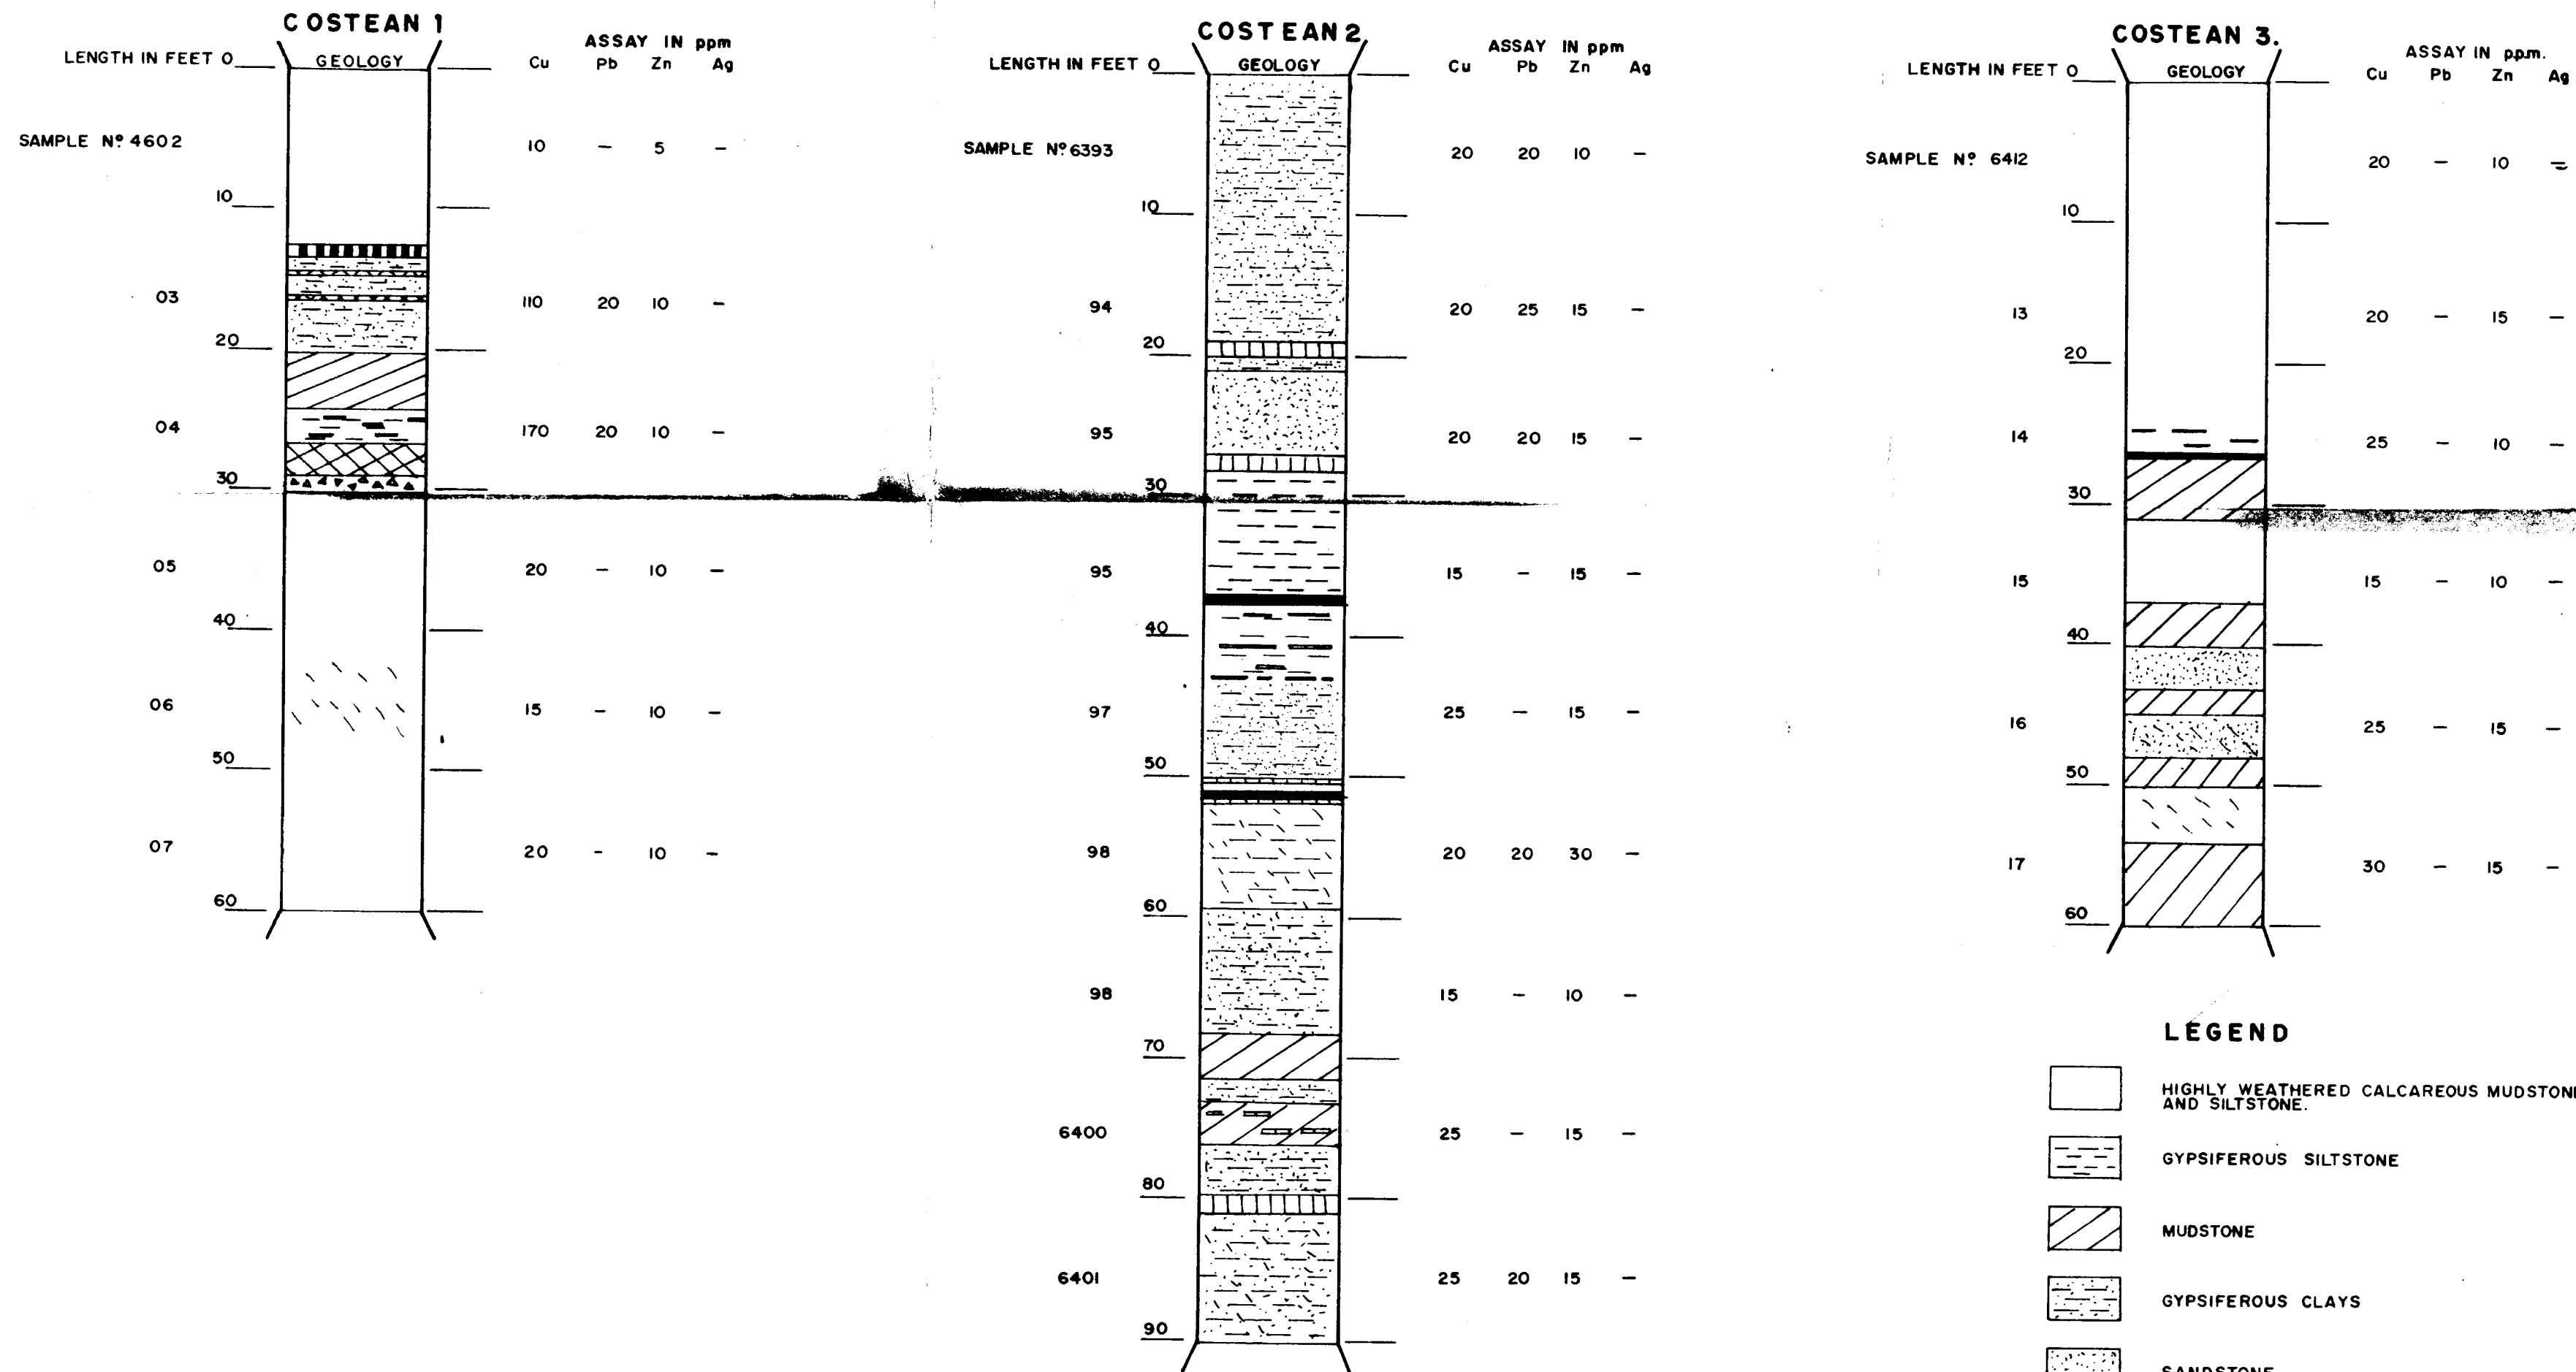 COSTEAN 1
ASSAY IN ppm
LENGTH IN FEET 0 GEOLOGY Cu Pb Zn Ag
SAMPLE Nº 4602 10 – 5 –
10
03 110 20 10 –
20
04 170 20 10 –
30
05 20 – 10 –
40
06 15 – 10 –
50
07 20 – 10 –
60
COSTEAN 2
ASSAY IN ppm
LENGTH IN FEET 0 GEOLOGY Cu Pb Zn Ag
SAMPLE Nº 6393 20 20 10 –
10
94 20 25 15 –
20
95 20 20 15 –
30
95 15 – 15 –
40
97 25 – 15 –
50
98 20 20 30 –
60
98 15 – 10 –
70
6400 25 – 15 –
80
6401 25 20 15 –
90
COSTEAN 3.
ASSAY IN p.p.m.
LENGTH IN FEET 0 GEOLOGY Cu Pb Zn Ag
SAMPLE Nº 6412 20 – 10 –
10
13 20 – 15 –
20
14 25 – 10 –
30
15 15 – 10 –
40
16 25 – 15 –
50
17 30 – 15 –
60
LEGEND
HIGHLY WEATHERED CALCAREOUS MUDSTONE
AND SILTSTONE.
GYPSIFEROUS SILTSTONE
MUDSTONE
GYPSIFEROUS CLAYS
SANDSTONE